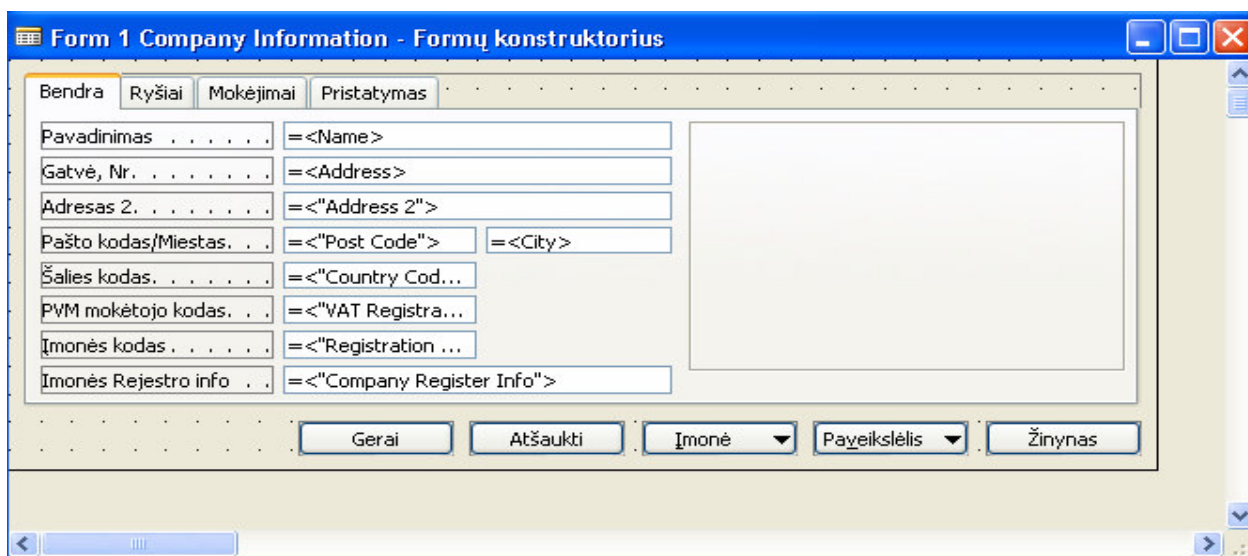 Form 1 Company Information - Formų konstruktorius
Bendra Ryšiai Mokėjimai Pristatymas
Pavadinimas . . . . . . =<Name>
Gatvė, Nr. . . . . . . . =<Address>
Adresas 2. . . . . . . . =<"Address 2">
Pašto kodas/Miestas. . . =<"Post Code"> =<City>
Šalies kodas. . . . . . . =<"Country Cod...
PVM mokėtojo kodas. . . =<"VAT Registra...
Įmonės kodas . . . . . . =<"Registration ...
Imonės Rejestro info . . =<"Company Register Info">
Gerai Atšaukti Įmonė Paveikslėlis Žinynas